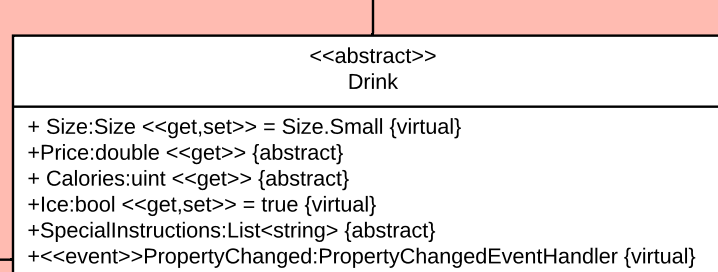 <<abstract>>
Drink
+ Size:Size <<get,set>> = Size.Small {virtual}
+Price:double <<get>> {abstract}
+ Calories:uint <<get>> {abstract}
+Ice:bool <<get,set>> = true {virtual}
+SpecialInstructions:List<string> {abstract}
+<<event>>PropertyChanged:PropertyChangedEventHandler {virtual}